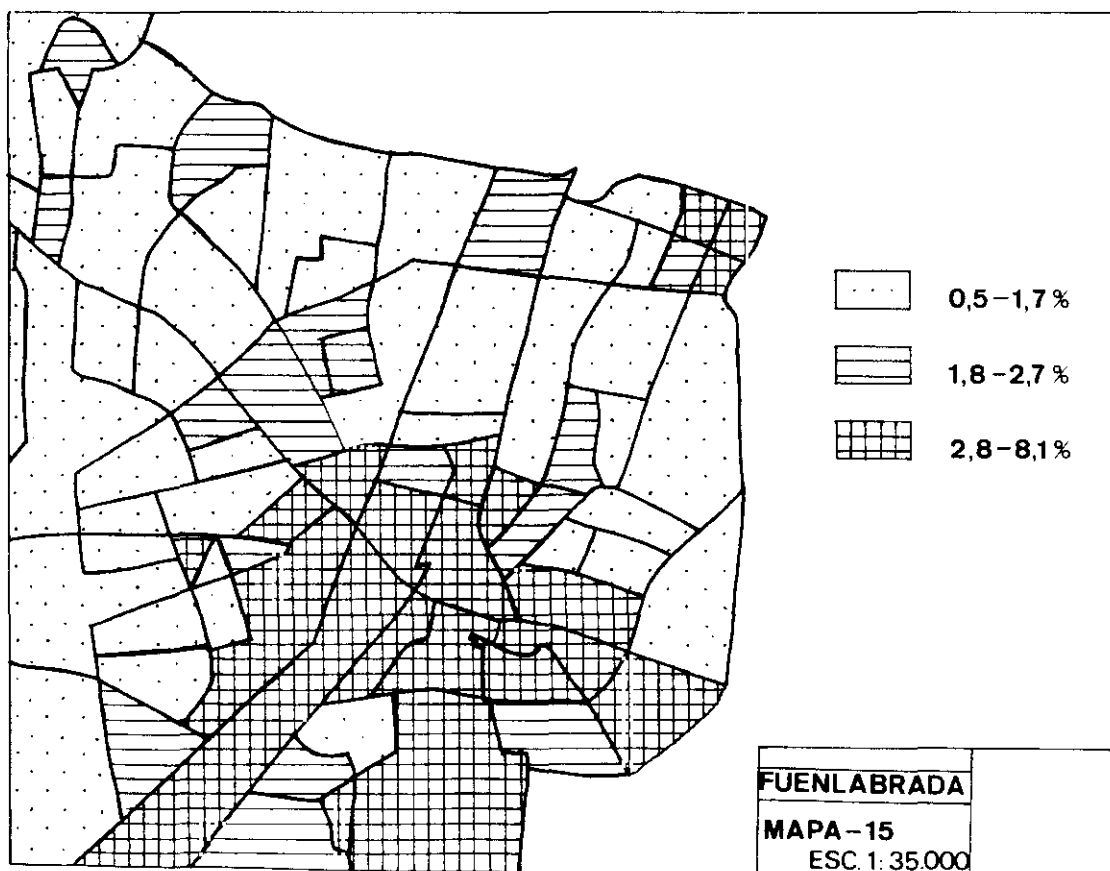 0,5-1,7%
1,8-2,7%
2,8-8,1%
FUENLABRADA
MAPA-15
ESC. 1: 35.000